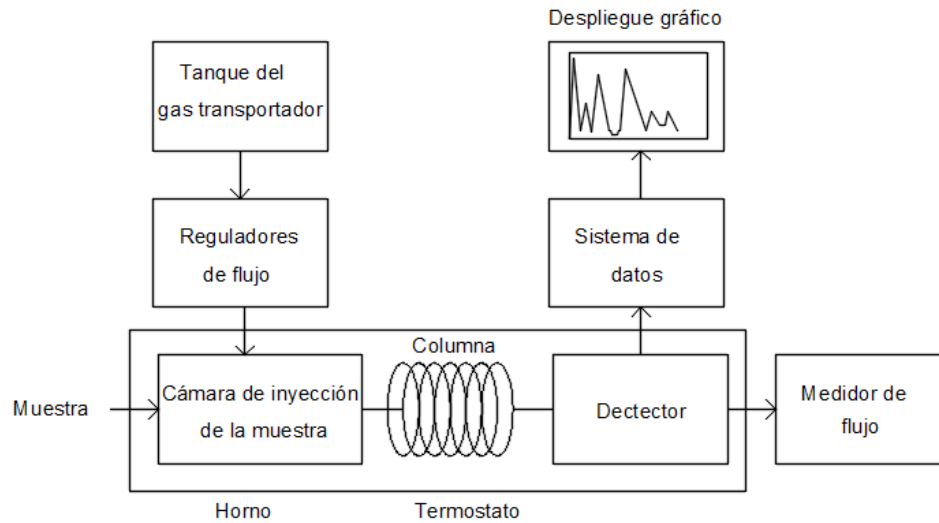 Despliegue gráfico
Tanque del
gas transportador
Reguladores
de flujo
Sistema de
datos
Columna
Muestra
Cámara de inyección
de la muestra
Dectector
Medidor de
flujo
Horno
Termostato